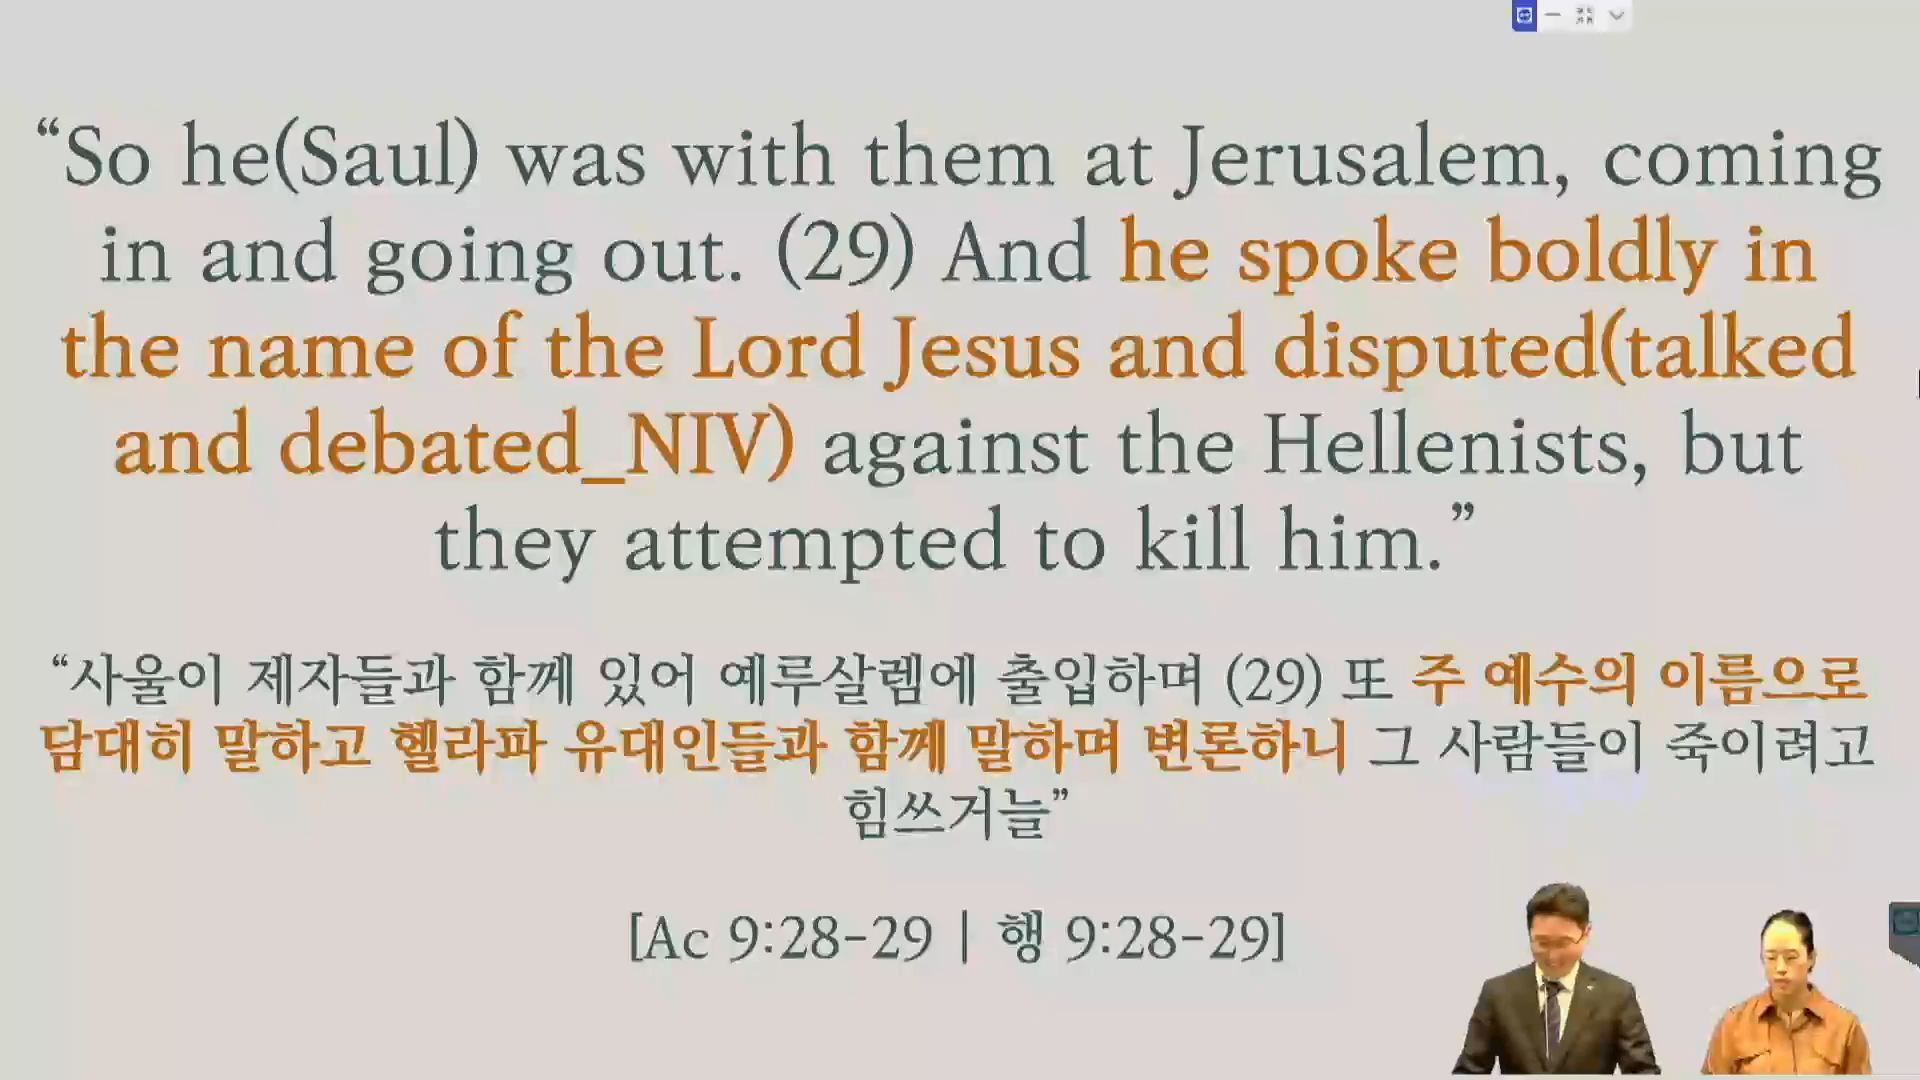 “So he(Saul) was with them at Jerusalem, coming
in and going out. (29) And he spoke boldly in
the name of the Lord Jesus and disputed(talked
and debated_NIV) against the Hellenists, but
they attempted to kill him.”
“사울이 제자들과 함께 있어 예루살렘에 출입하며 (29) 또 주 예수의 이름으로
담대히 말하고 헬라파 유대인들과 함께 말하며 변론하니 그 사람들이 죽이려고
힘쓰거늘”
[Ac 9:28-29 | 행 9:28-29]